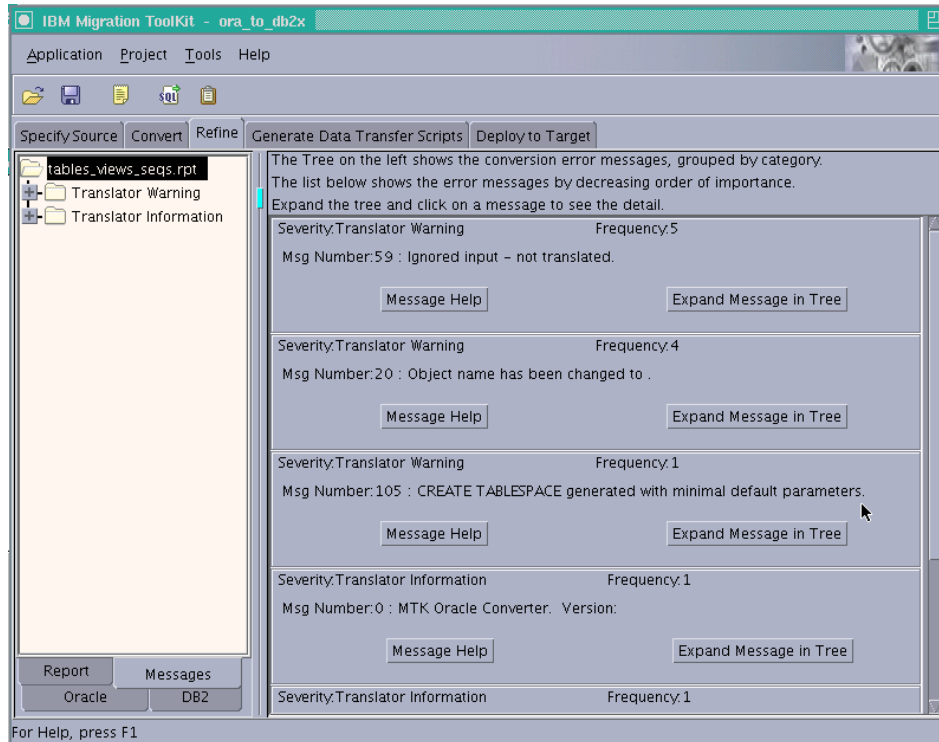 IBM Migration ToolKit - ora_to_db2x
Application Project Tools Help
SQL
Specify Source Convert Refine Generate Data Transfer Scripts Deploy to Target
tables_views_seqs.rpt
Translator Warning
Translator Information
The Tree on the left shows the conversion error messages, grouped by category.
The list below shows the error messages by decreasing order of importance.
Expand the tree and click on a message to see the detail.
Severity:Translator Warning Frequency:5
Msg Number:59 : Ignored input - not translated.
Message Help Expand Message in Tree
Severity:Translator Warning Frequency:4
Msg Number:20 : Object name has been changed to .
Message Help Expand Message in Tree
Severity:Translator Warning Frequency:1
Msg Number:105 : CREATE TABLESPACE generated with minimal default parameters.
Message Help Expand Message in Tree
Severity:Translator Information Frequency:1
Msg Number:0 : MTK Oracle Converter. Version:
Message Help Expand Message in Tree
Severity:Translator Information Frequency:1
Report Messages
Oracle DB2
For Help, press F1